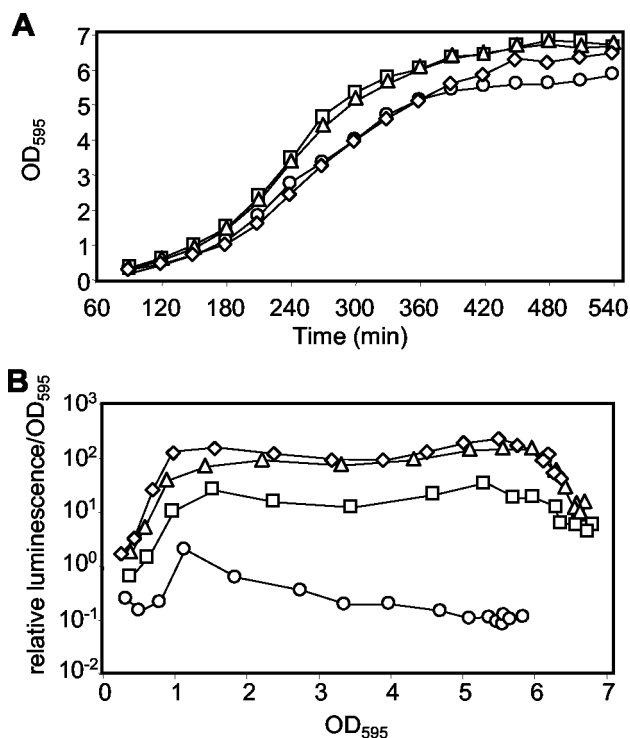 A
7
6
5
4
3
2
1
0
OD₅₉₅
60 120 180 240 300 360 420 480 540
Time (min)
B
10³
10²
10¹
10⁰
10⁻¹
10⁻²
relative luminescence/OD₅₉₅
0 1 2 3 4 5 6 7
OD₅₉₅